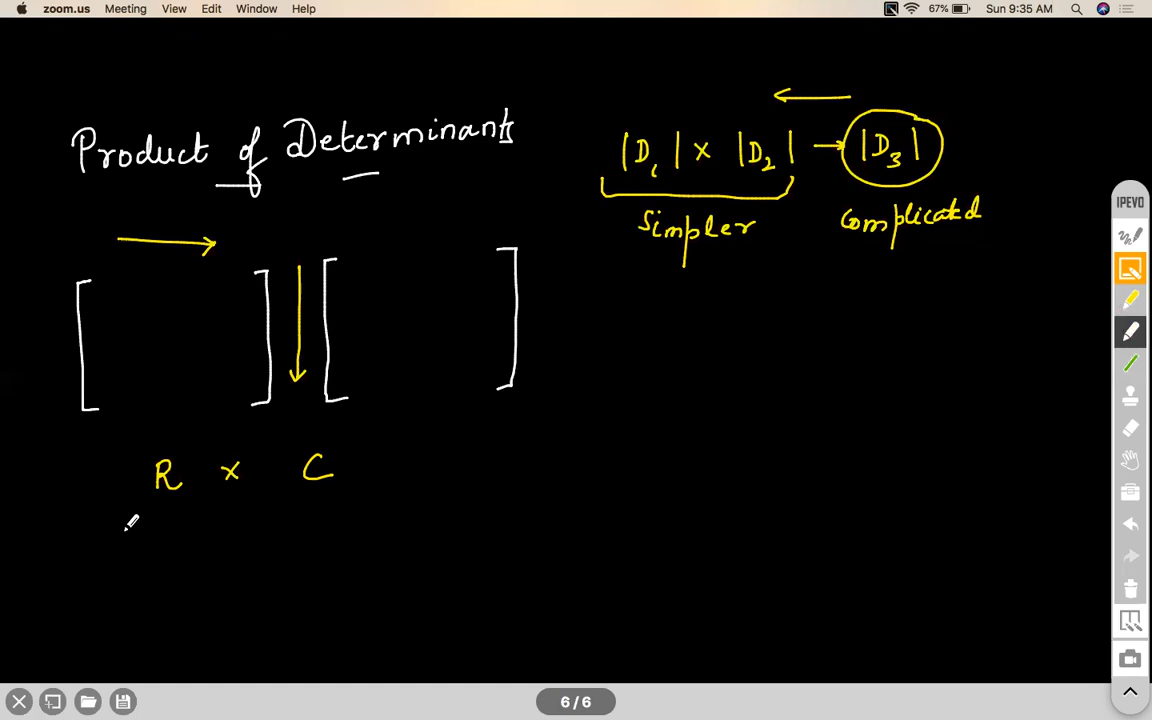 zoom.us Meeting View Edit Window Help 67% Sun 9:35 AM
Product of Determinants
|D₁| × |D₂| → |D₃|
Simpler
Complicated
IPEVO
R × C
6 / 6